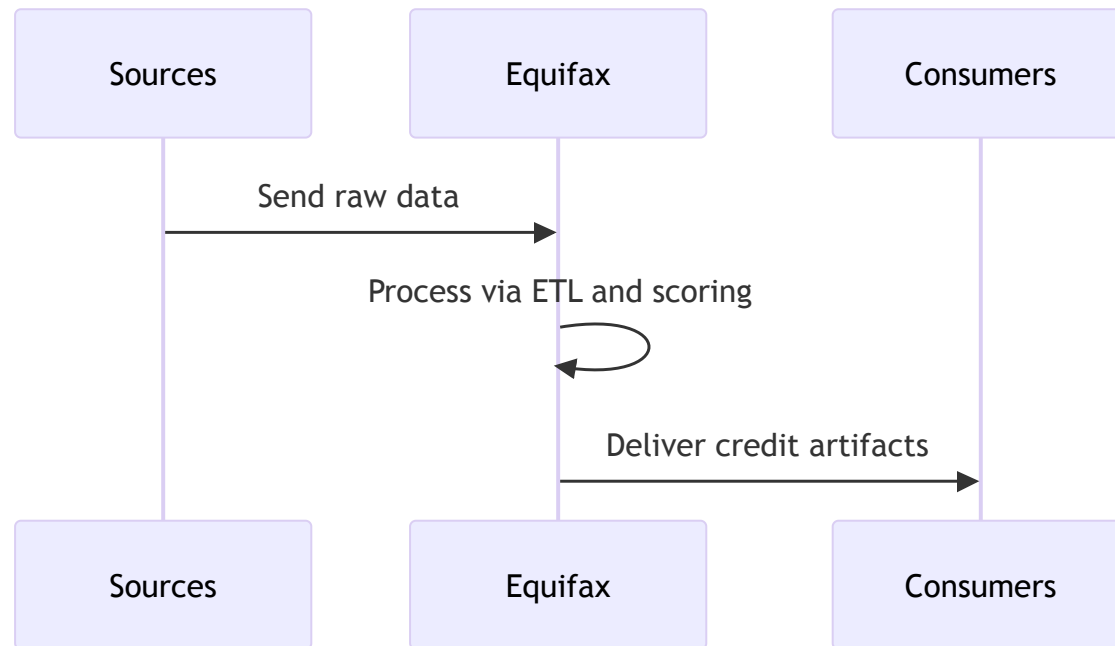 Sources Equifax Consumers
Send raw data
Process via ETL and scoring
Deliver credit artifacts
Sources Equifax Consumers